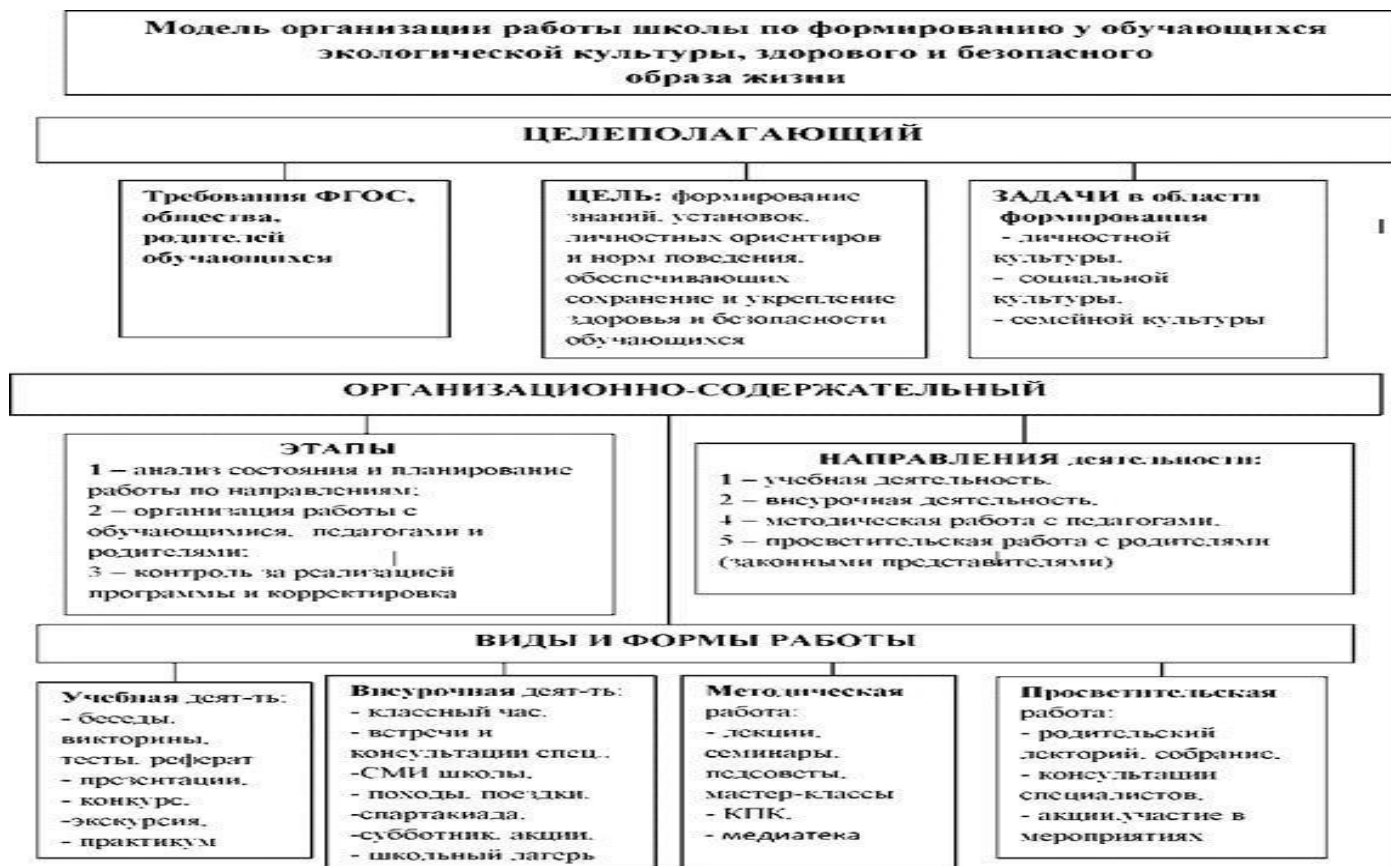 Модель организации работы школы по формированию у обучающихся
экологической культуры, здорового и безопасного
образа жизни
ЦЕЛЕПОЛАГАЮЩИЙ
Требования ФГОС,
общества,
родителей
обучающихся
ЦЕЛЬ: формирование
знаний, установок,
личностных ориентиров
и норм поведения,
обеспечивающих
сохранение и укрепление
здоровья и безопасности
обучающихся
ЗАДАЧИ в области
формирования
- личностной
культуры,
- социальной
культуры,
- семейной культуры
ОРГАНИЗАЦИОННО-СОДЕРЖАТЕЛЬНЫЙ
ЭТАПЫ
1 – анализ состояния и планирование
работы по направлениям;
2 – организация работы с
обучающимися, педагогами и
родителями;
3 – контроль за реализацией
программы и корректировка
НАПРАВЛЕНИЯ деятельности:
1 – учебная деятельность,
2 – внеурочная деятельность,
4 – методическая работа с педагогами,
5 – просветительская работа с родителями
(законными представителями)
ВИДЫ И ФОРМЫ РАБОТЫ
Учебная деят-ть:
- беседы,
викторины,
тесты, реферат
- презентации,
- конкурс,
-экскурсия,
- практикум
Внеурочная деят-ть:
- классный час,
- встречи и
консультации спец.,
-СМИ школы,
- походы, поездки,
-спартакиада,
-субботник, акции,
- школьный лагерь
Методическая
работа:
- лекции,
семинары,
педсоветы,
мастер-классы
- КПК,
- медиатека
Просветительская
работа:
- родительский
лекторий, собрание,
- консультации
специалистов,
- акции,участие в
мероприятиях